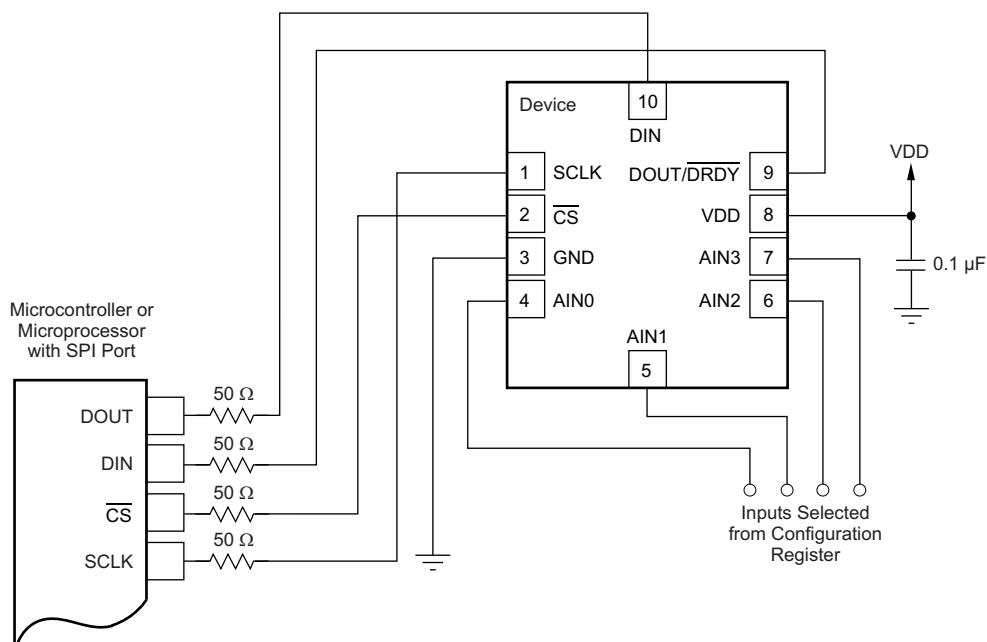 Device
10
DIN
1
SCLK
DOUT/DRDY
9
2
CS
VDD
8
3
GND
AIN3
7
4
AIN0
AIN2
6
AIN1
5
VDD
0.1 µF
Microcontroller or
Microprocessor
with SPI Port
DOUT
50 Ω
DIN
50 Ω
CS
50 Ω
SCLK
50 Ω
Inputs Selected
from Configuration
Register